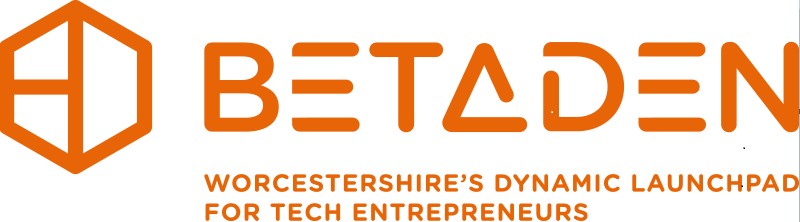 BETADEN
WORCESTERSHIRE'S DYNAMIC LAUNCHPAD
FOR TECH ENTREPRENEURS